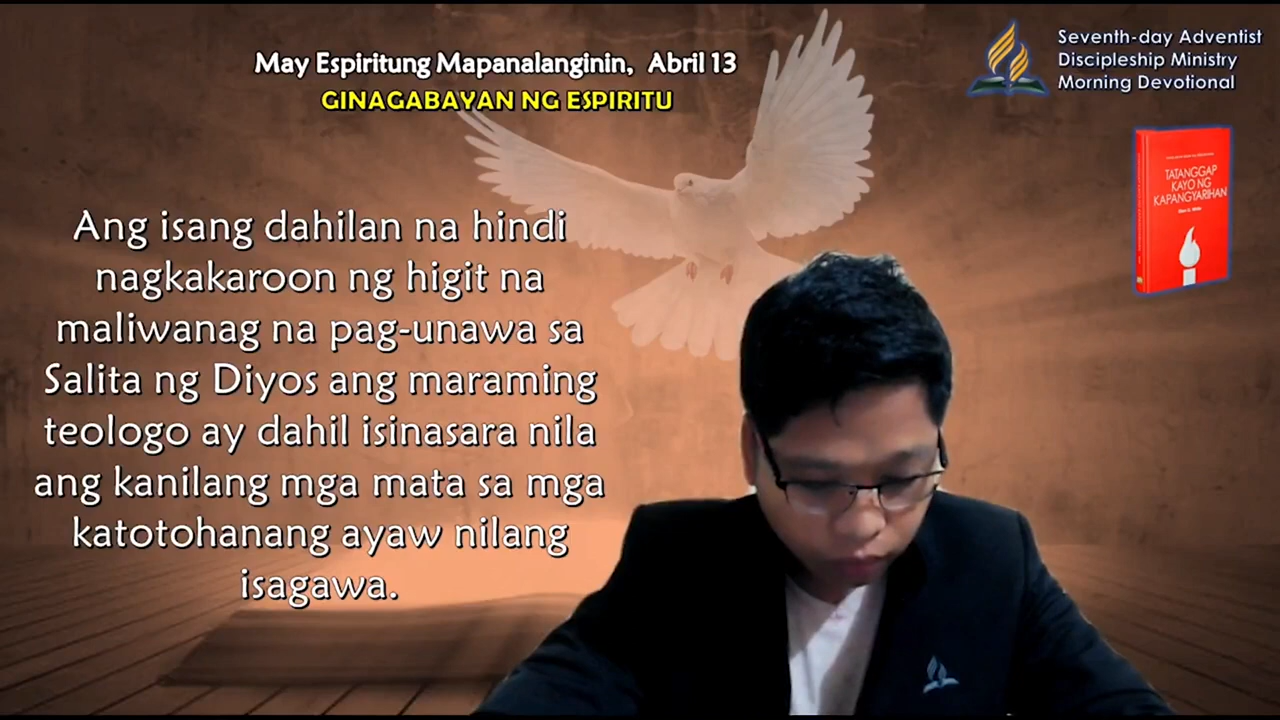 May Espiritung Mapanalanginin, Abril 13
GINAGABAYAN NG ESPIRITU
Seventh-day Adventist
Discipleship Ministry
Morning Devotional
TATANGGAP
KAYO NG
KAPANGYARIHAN
Ellen G. White
Ang isang dahilan na hindi
nagkakaroon ng higit na
maliwanag na pag-unawa sa
Salita ng Diyos ang maraming
teologo ay dahil isinasara nila
ang kanilang mga mata sa mga
katotohanang ayaw nilang
isagawa.